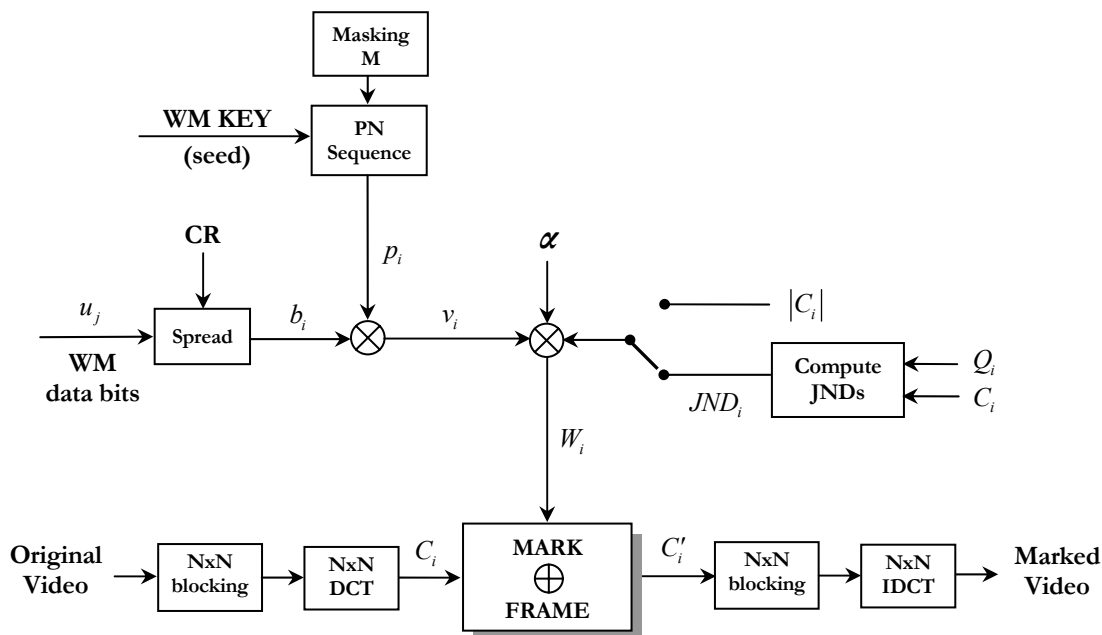 Masking
M
WM KEY
(seed)
PN
Sequence
CR
p_i
α
u_j
Spread
b_i
v_i
|C_i|
WM
data bits
Compute
JNDs
Q_i
C_i
JND_i
W_i
Original
Video
NxN
blocking
NxN
DCT
C_i
MARK
⊕
FRAME
C'_i
NxN
blocking
NxN
IDCT
Marked
Video